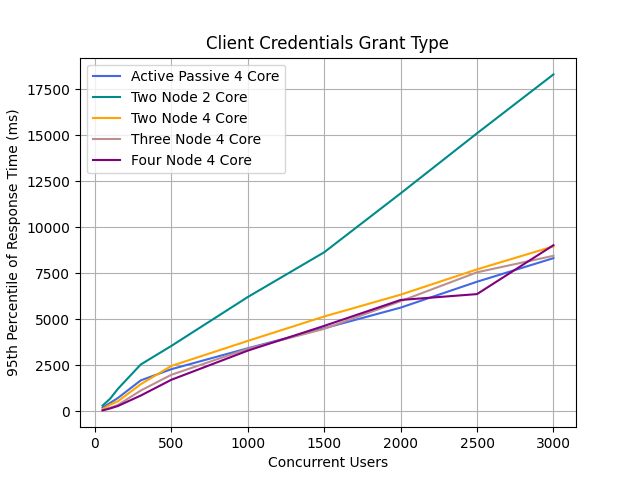 Client Credentials Grant Type
Active Passive 4 Core
Two Node 2 Core
Two Node 4 Core
Three Node 4 Core
Four Node 4 Core
95th Percentile of Response Time (ms)
17500
15000
12500
10000
7500
5000
2500
0
0 500 1000 1500 2000 2500 3000
Concurrent Users